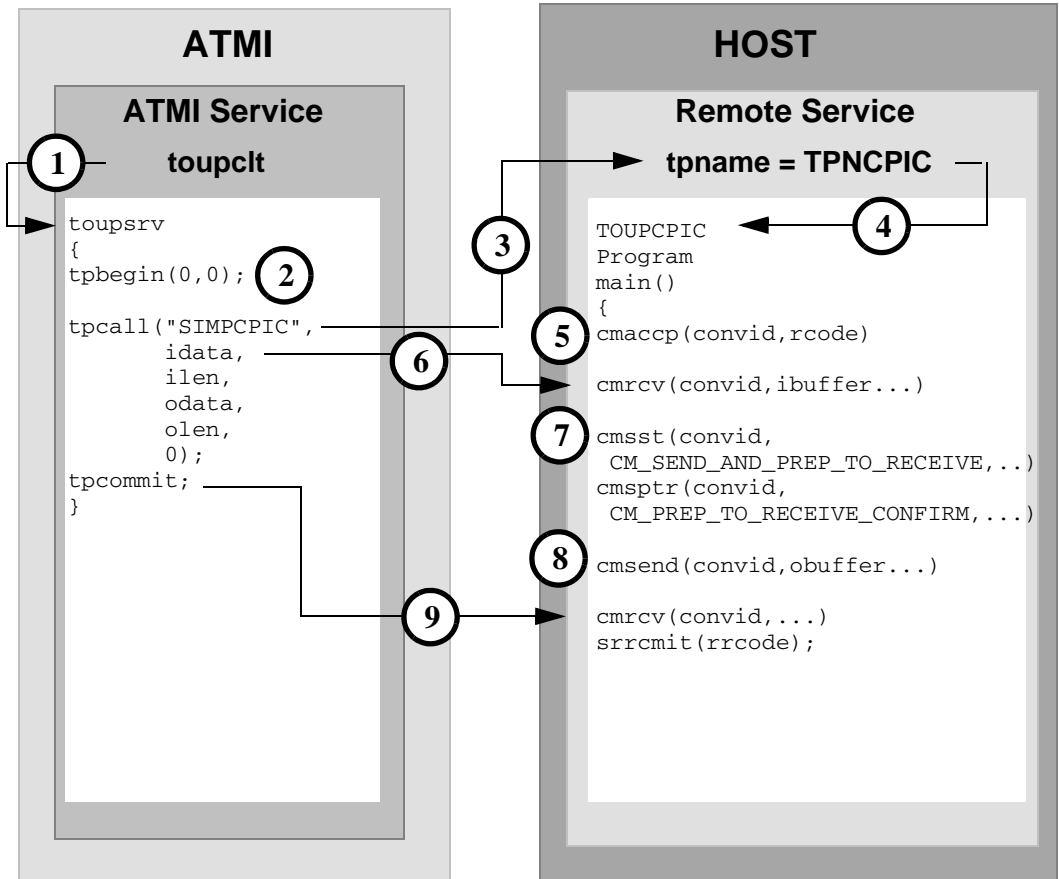 ATMI
ATMI Service
1
toupclt
toupsrv
{
tpbegin(0,0);
2
tpcall("SIMPCPIC",
idata,
ilen,
odata,
olen,
0);
tpcommit;
}
3
6
9
HOST
Remote Service
tpname = TPNCPIC
4
TOUPCPIC
Program
main()
{
5
cmaccp(convid,rcode)
cmrcv(convid,ibuffer...)
7
cmsst(convid,
CM_SEND_AND_PREP_TO_RECEIVE,..)
cmsptr(convid,
CM_PREP_TO_RECEIVE_CONFIRM,...)
8
cmsend(convid,obuffer...)
cmrcv(convid,...)
srrcmit(rrcode);